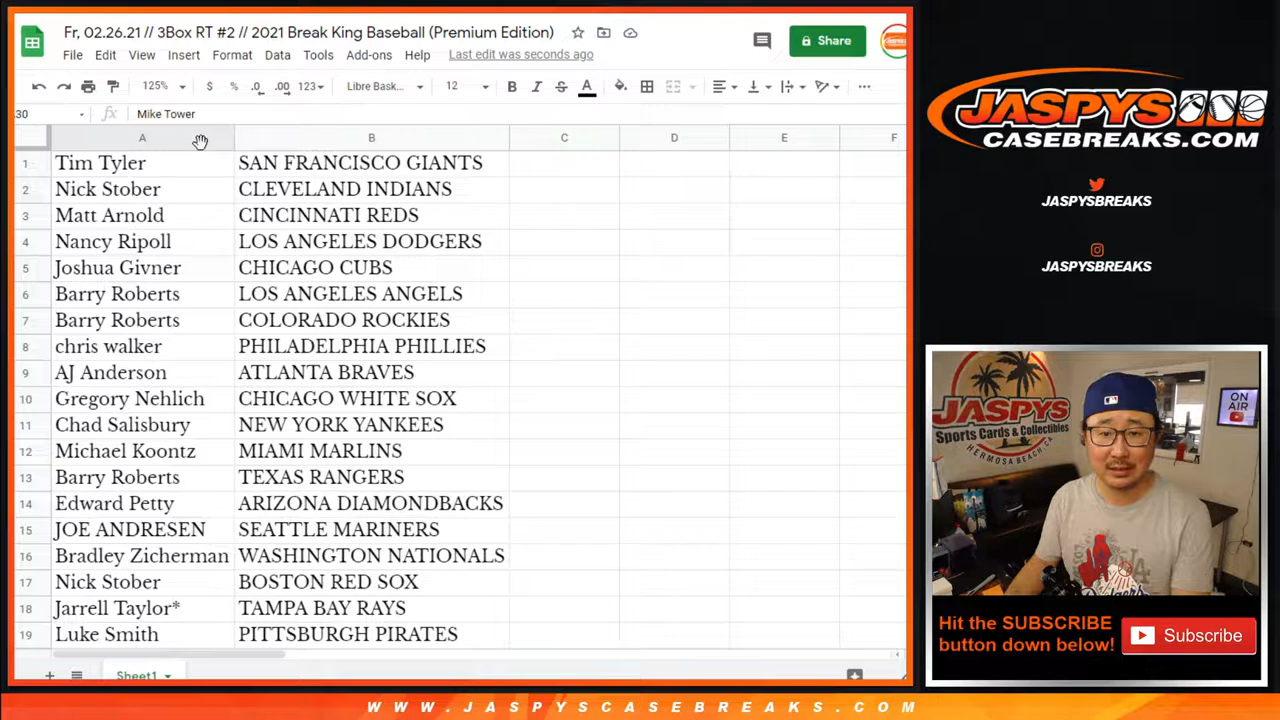 Fr, 02.26.21 // 3Box RT #2 // 2021 Break King Baseball (Premium Edition)
File Edit View Insert Format Data Tools Add-ons Help Last edit was seconds ago
Share
125% $ % .0 .00 123 Libre Bask... 12 B I S A
30 fx Mike Tower
A B C D E F
1 Tim Tyler SAN FRANCISCO GIANTS
2 Nick Stober CLEVELAND INDIANS
3 Matt Arnold CINCINNATI REDS
4 Nancy Ripoll LOS ANGELES DODGERS
5 Joshua Givner CHICAGO CUBS
6 Barry Roberts LOS ANGELES ANGELS
7 Barry Roberts COLORADO ROCKIES
8 chris walker PHILADELPHIA PHILLIES
9 AJ Anderson ATLANTA BRAVES
10 Gregory Nehlich CHICAGO WHITE SOX
11 Chad Salisbury NEW YORK YANKEES
12 Michael Koontz MIAMI MARLINS
13 Barry Roberts TEXAS RANGERS
14 Edward Petty ARIZONA DIAMONDBACKS
15 JOE ANDRESEN SEATTLE MARINERS
16 Bradley Zicherman WASHINGTON NATIONALS
17 Nick Stober BOSTON RED SOX
18 Jarrell Taylor* TAMPA BAY RAYS
19 Luke Smith PITTSBURGH PIRATES
Sheet1
JASPYS
CASEBREAKS.COM
JASPYSBREAKS
JASPYSBREAKS
JASPYS
Sports Cards & Collectibles
HERMOSA BEACH, CA
ON
AIR
Dodgers
Hit the SUBSCRIBE
button down below!
Subscribe
WWW.JASPYSCASEBREAKS.COM